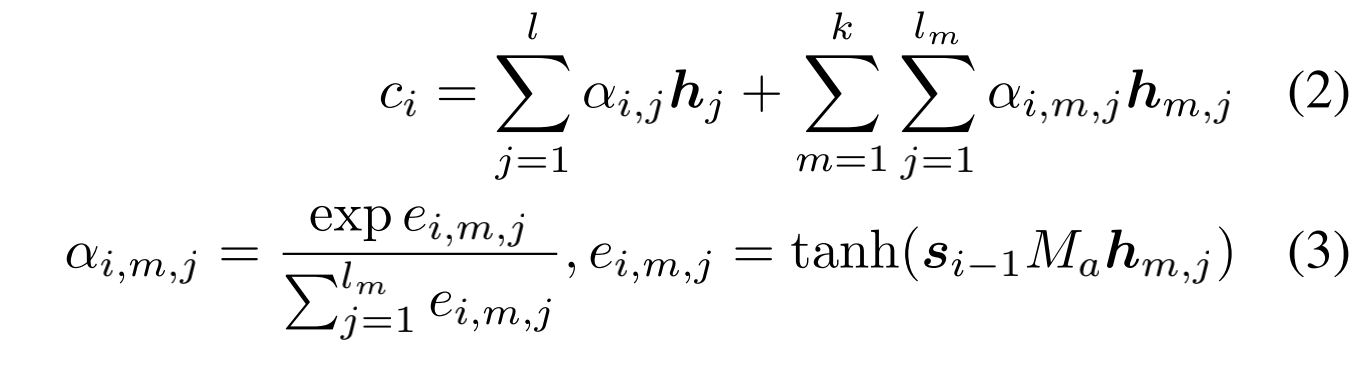 $c_i = \sum_{j=1}^{l} \alpha_{i,j} \boldsymbol{h}_j + \sum_{m=1}^{k} \sum_{j=1}^{l_m} \alpha_{i,m,j} \boldsymbol{h}_{m,j}$ (2)
$\alpha_{i,m,j} = \frac{\exp e_{i,m,j}}{\sum_{j=1}^{l_m} e_{i,m,j}}, e_{i,m,j} = \tanh(\boldsymbol{s}_{i-1} M_a \boldsymbol{h}_{m,j})$ (3)